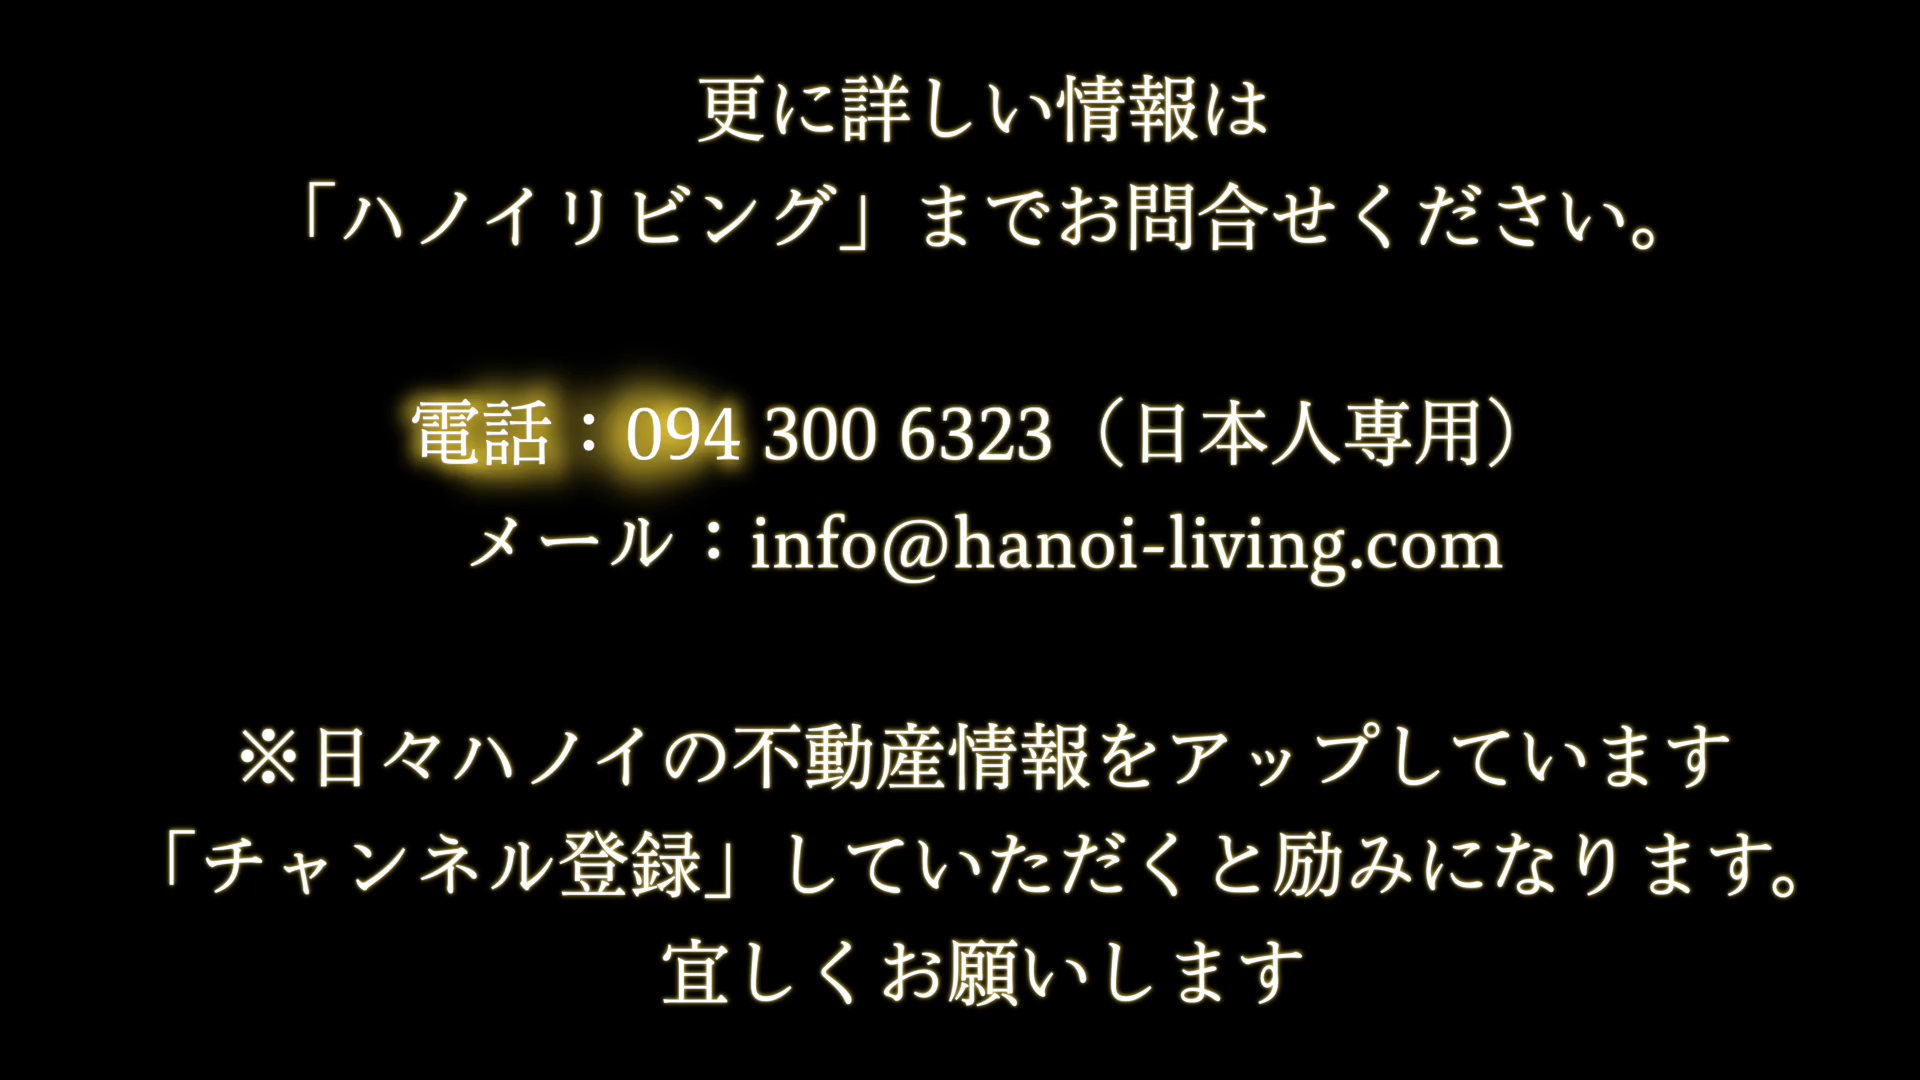 更に詳しい情報は
「ハノイリビング」までお問合せください。
電話：094 300 6323（日本人専用）
メール：info@hanoi-living.com
※日々ハノイの不動産情報をアップしています
「チャンネル登録」していただくと励みになります。
宜しくお願いします